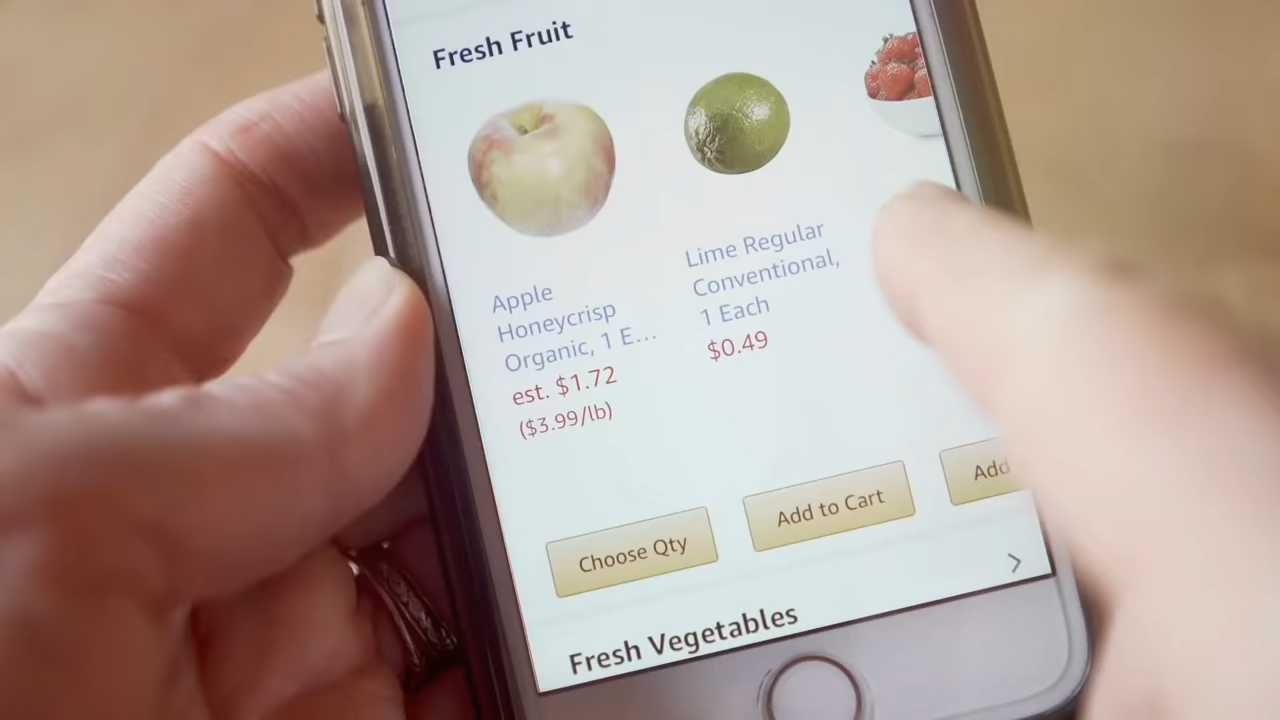 Fresh Fruit
Apple
Honeycrisp
Organic, 1 E...
est. $1.72
($3.99/lb)
Lime Regular
Conventional,
1 Each
$0.49
Choose Qty
Add to Cart
Add
Fresh Vegetables